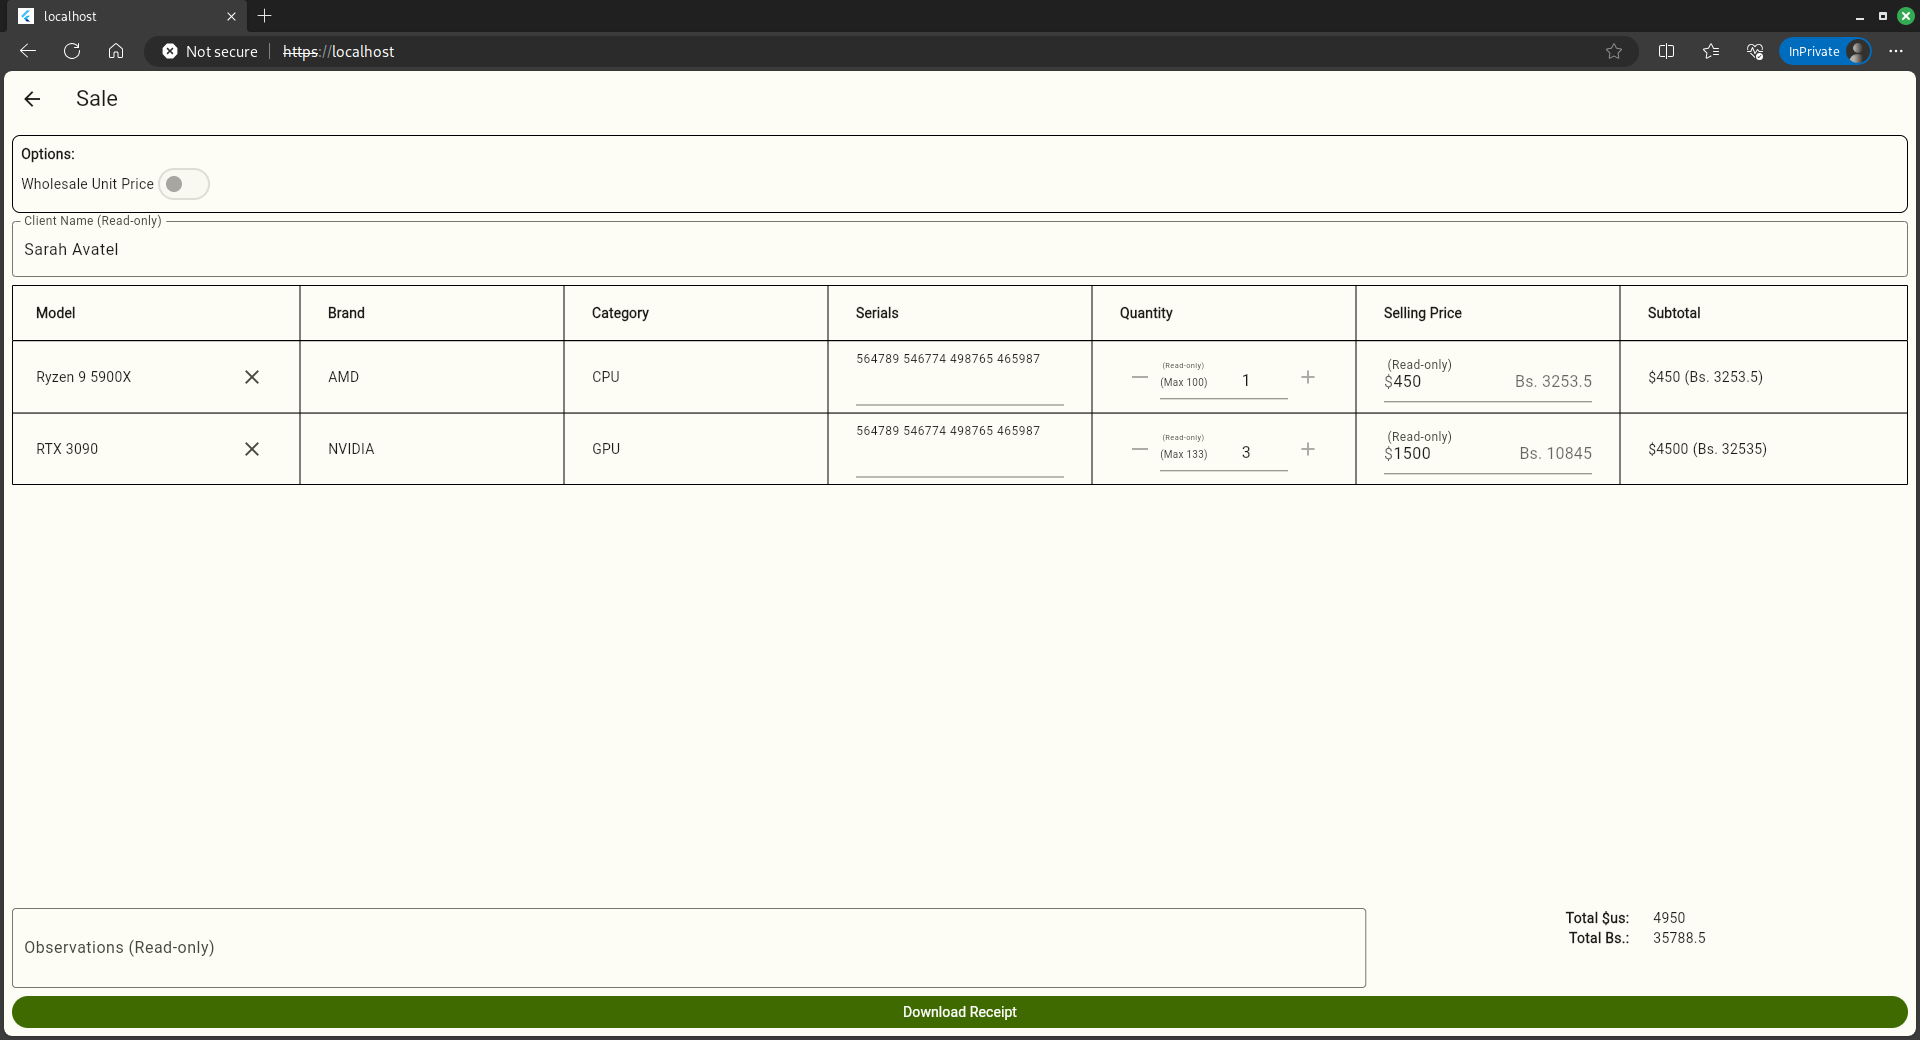 localhost
Not secure https://localhost InPrivate
Sale
Options:
Wholesale Unit Price
Client Name (Read-only)
Sarah Avatel
Model Brand Category Serials Quantity Selling Price Subtotal
Ryzen 9 5900X AMD CPU 564789 546774 498765 465987 (Read-only) (Max 100) 1 (Read-only) $450 Bs. 3253.5 $450 (Bs. 3253.5)
RTX 3090 NVIDIA GPU 564789 546774 498765 465987 (Read-only) (Max 133) 3 (Read-only) $1500 Bs. 10845 $4500 (Bs. 32535)
Observations (Read-only)
Total $us: 4950
Total Bs.: 35788.5
Download Receipt